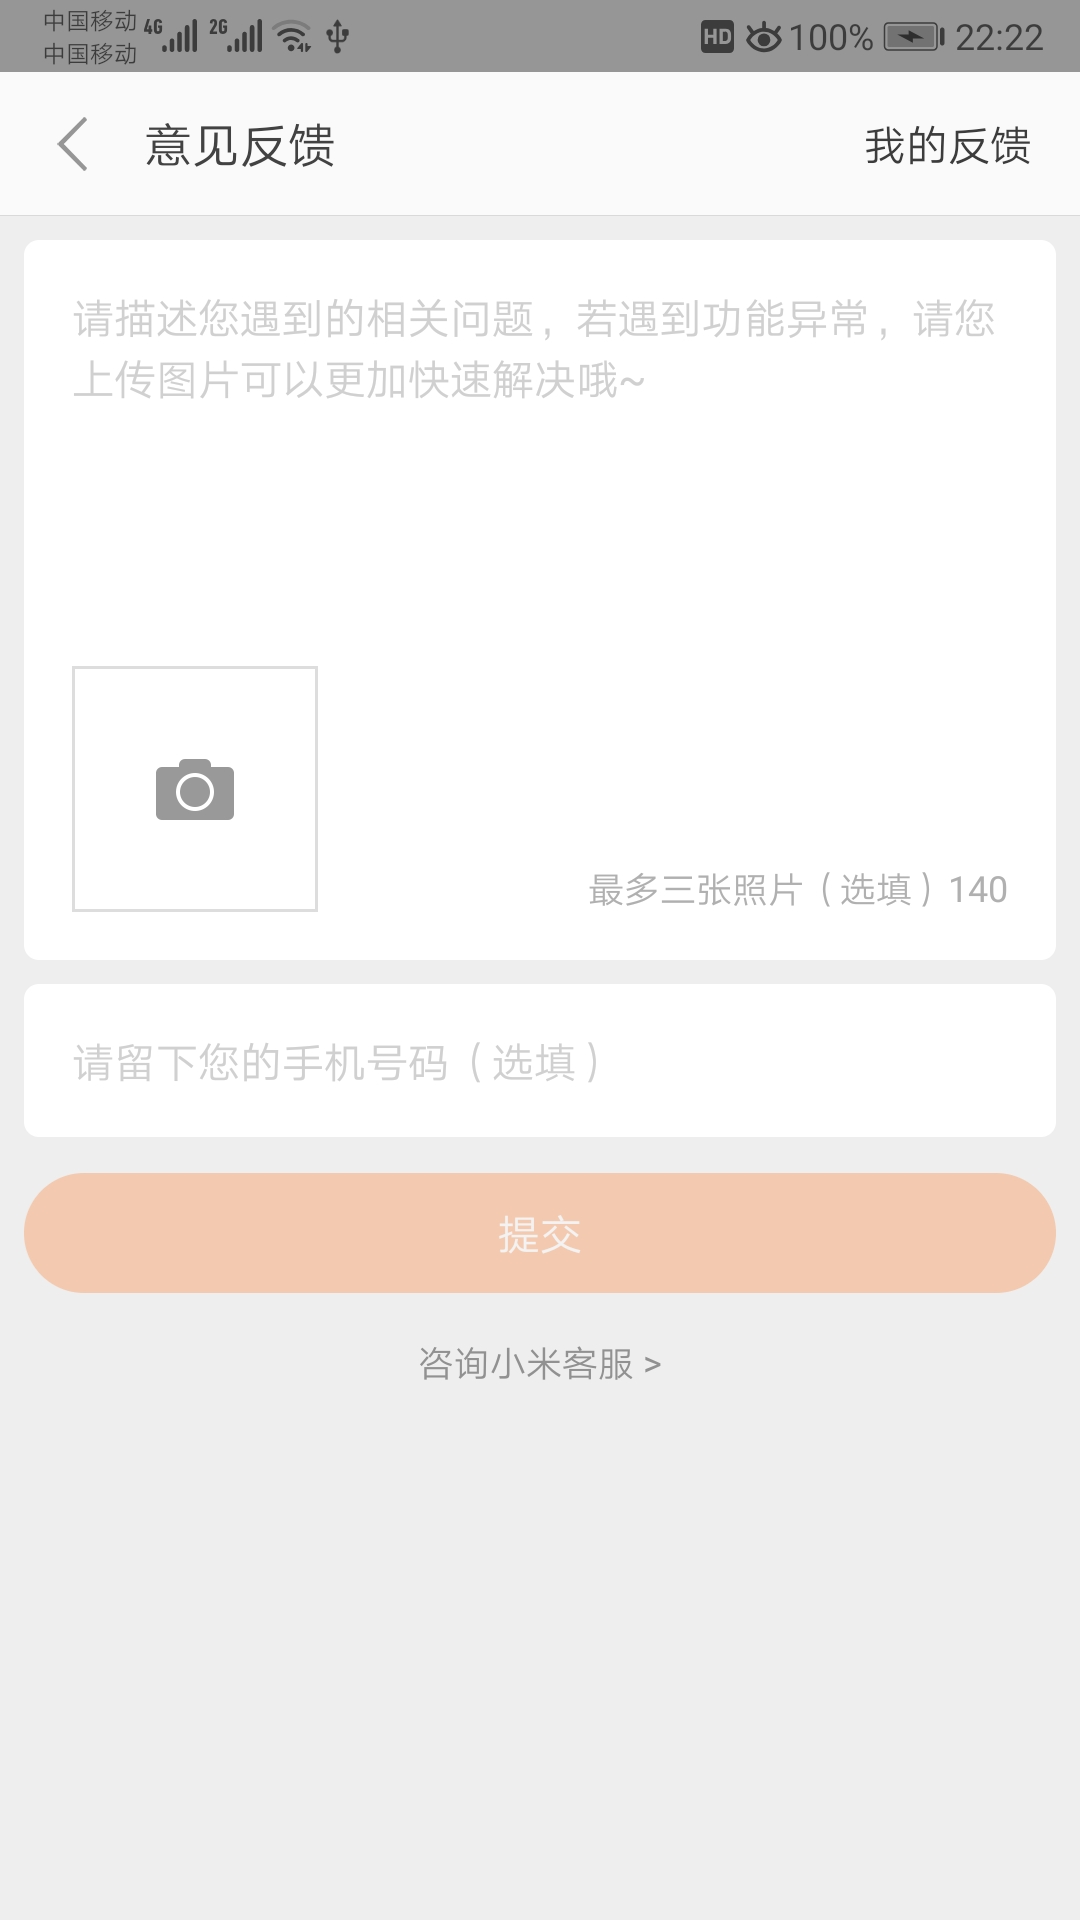 中国移动 4G 2G HD 100% 22:22
中国移动
意见反馈 我的反馈
请描述您遇到的相关问题，若遇到功能异常，请您
上传图片可以更加快速解决哦~
最多三张照片（选填）140
请留下您的手机号码（选填）
提交
咨询小米客服 >